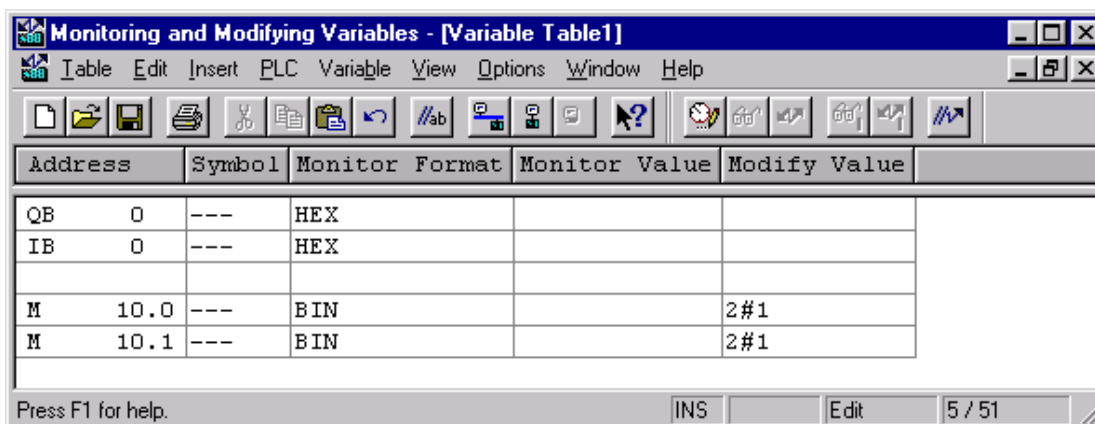 Monitoring and Modifying Variables - [Variable Table1]
Table Edit Insert PLC Variable View Options Window Help
//ab
Address Symbol Monitor Format Monitor Value Modify Value
QB 0 --- HEX
IB 0 --- HEX
M 10.0 --- BIN 2#1
M 10.1 --- BIN 2#1
Press F1 for help. INS Edit 5 / 51